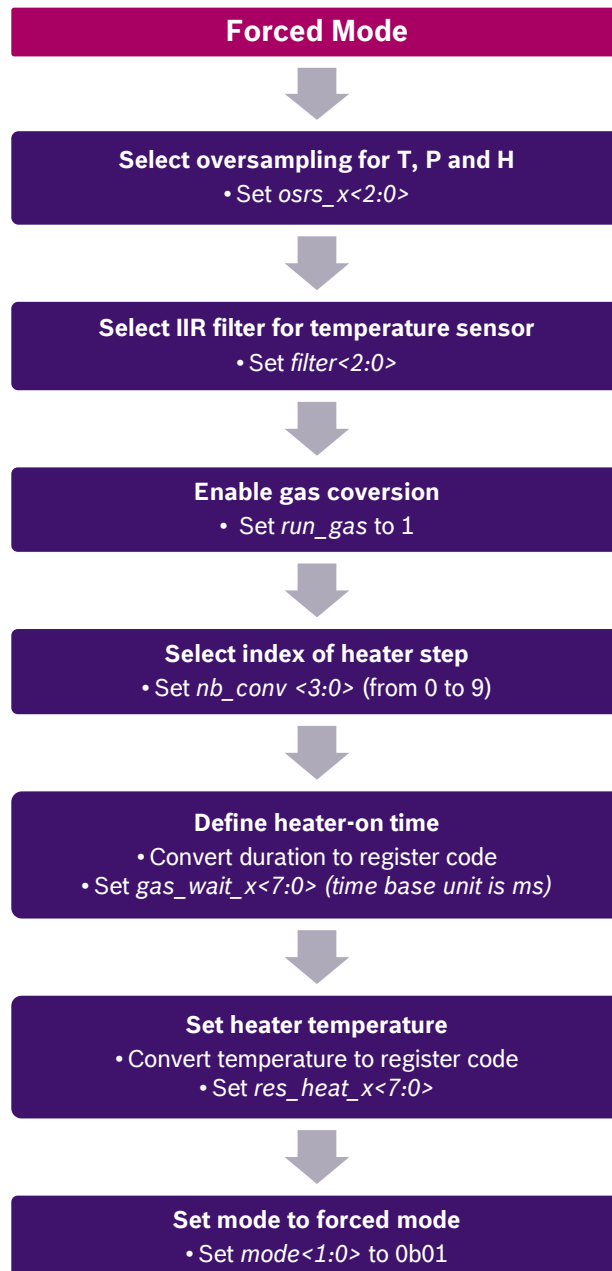 Forced Mode
Select oversampling for T, P and H
• Set osrs_x<2:0>
Select IIR filter for temperature sensor
• Set filter<2:0>
Enable gas coversion
• Set run_gas to 1
Select index of heater step
• Set nb_conv <3:0> (from 0 to 9)
Define heater-on time
• Convert duration to register code
• Set gas_wait_x<7:0> (time base unit is ms)
Set heater temperature
• Convert temperature to register code
• Set res_heat_x<7:0>
Set mode to forced mode
• Set mode<1:0> to 0b01